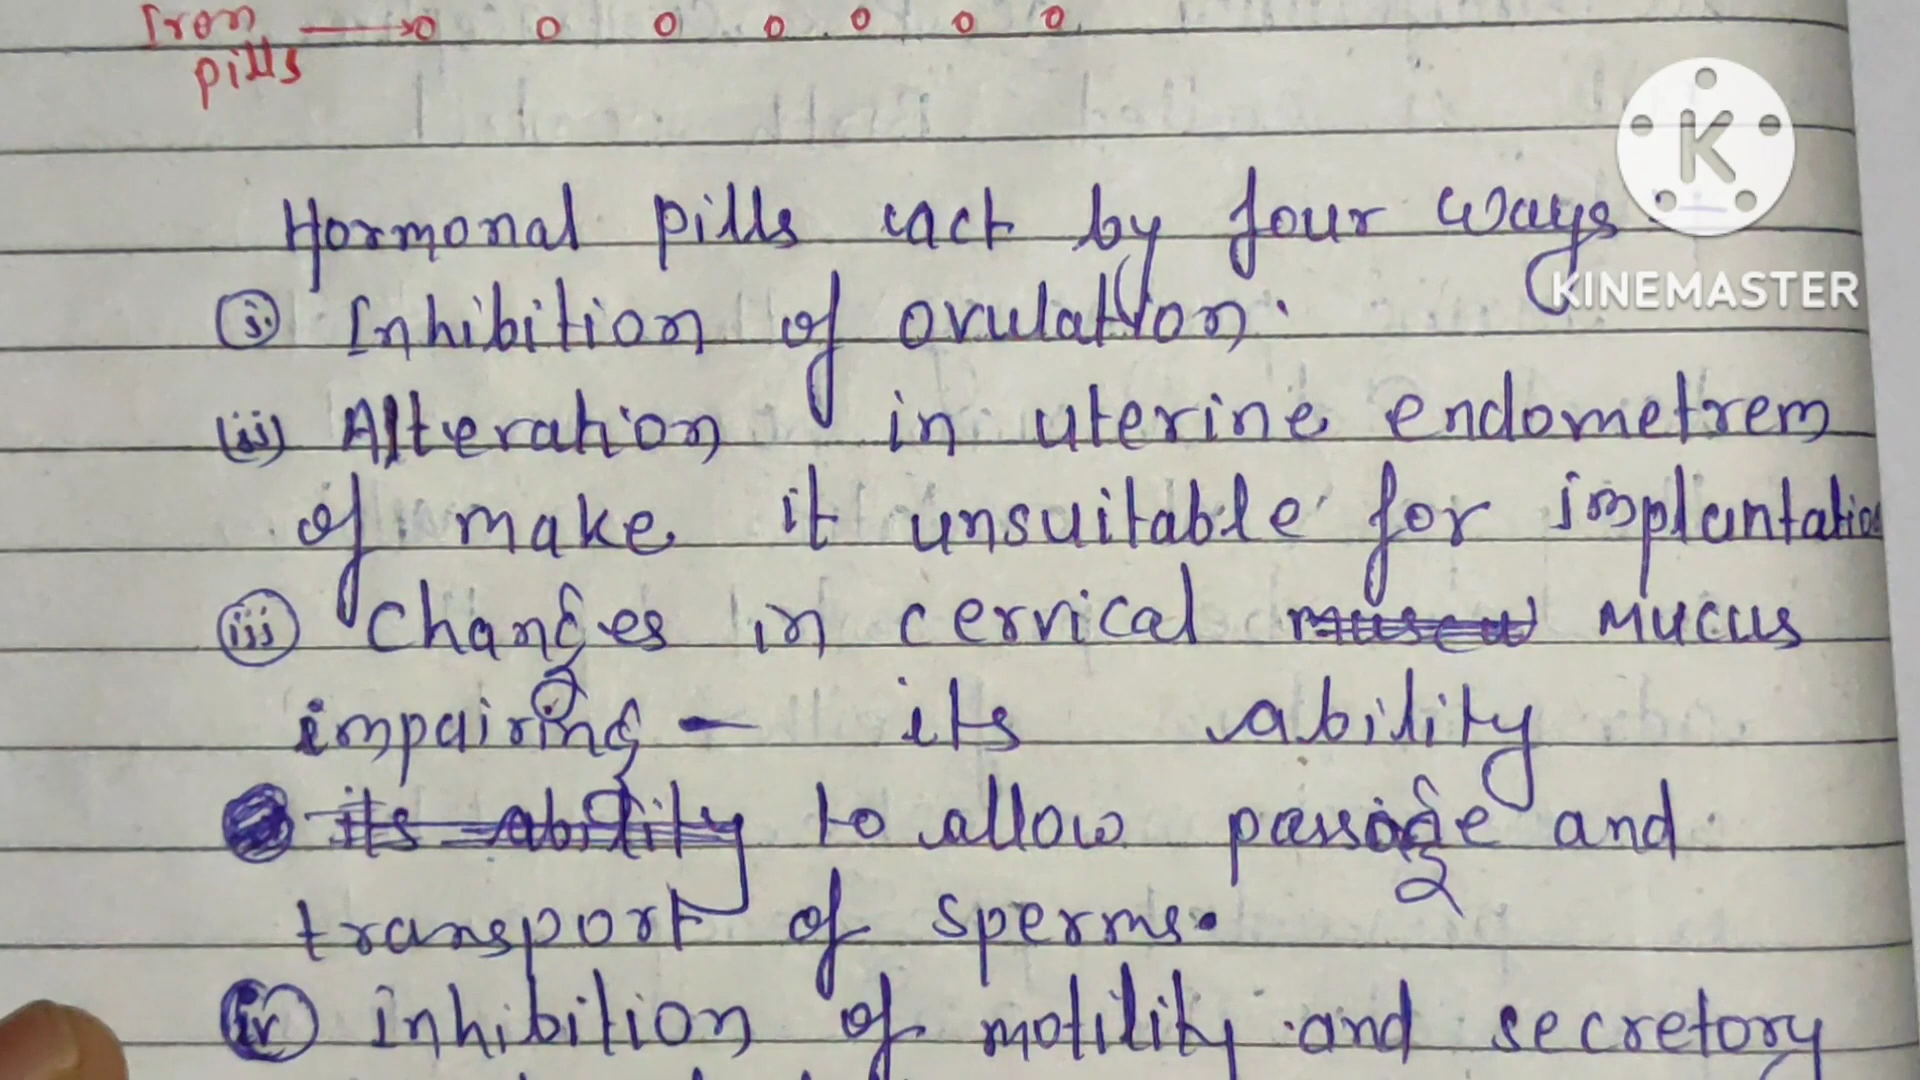 Iron
pills
Hormonal pills act by four ways.
KINEMASTER
(i) Inhibition of ovulation.
(ii) Alteration in uterine endometrem
of make it unsuitable for implantation
(iii) Changes in cervical mucus
impairing - its ability
its ability to allow passage and
transport of sperms.
(iv) inhibition of motility and secretory